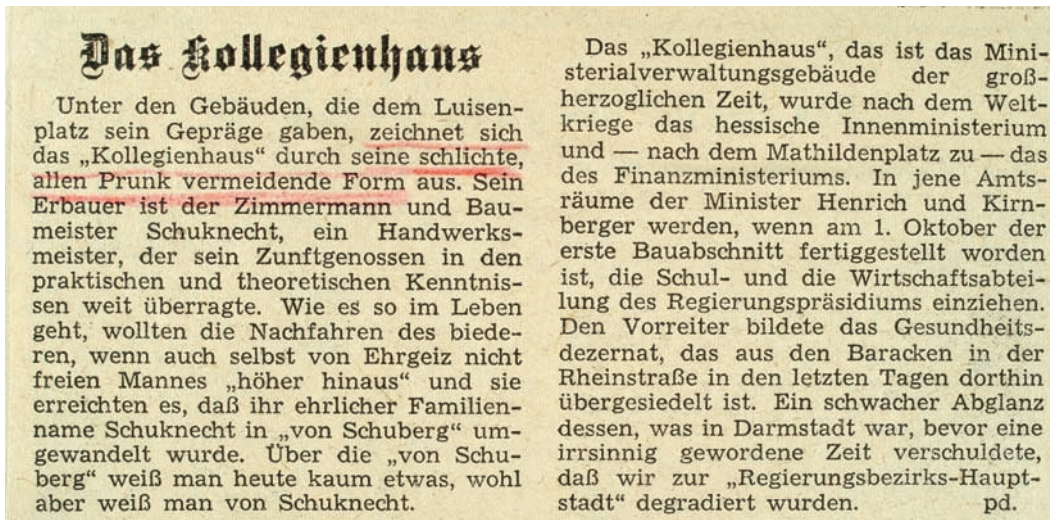 Das Kollegienhaus
Unter den Gebäuden, die dem Luisen-
platz sein Gepräge gaben, zeichnet sich
das „Kollegienhaus“ durch seine schlichte,
allen Prunk vermeidende Form aus. Sein
Erbauer ist der Zimmermann und Bau-
meister Schuknecht, ein Handwerks-
meister, der sein Zunftgenossen in den
praktischen und theoretischen Kenntnis-
sen weit überragte. Wie es so im Leben
geht, wollten die Nachfahren des biede-
ren, wenn auch selbst von Ehrgeiz nicht
freien Mannes „höher hinaus“ und sie
erreichten es, daß ihr ehrlicher Familien-
name Schuknecht in „von Schuberg“ um-
gewandelt wurde. Über die „von Schu-
berg“ weiß man heute kaum etwas, wohl
aber weiß man von Schuknecht.
Das „Kollegienhaus“, das ist das Mini-
sterialverwaltungsgebäude der groß-
herzoglichen Zeit, wurde nach dem Welt-
kriege das hessische Innenministerium
und — nach dem Mathildenplatz zu — das
des Finanzministeriums. In jene Amts-
räume der Minister Henrich und Kirn-
berger werden, wenn am 1. Oktober der
erste Bauabschnitt fertiggestellt worden
ist, die Schul- und die Wirtschaftsabtei-
lung des Regierungspräsidiums einziehen.
Den Vorreiter bildete das Gesundheits-
dezernat, das aus den Baracken in der
Rheinstraße in den letzten Tagen dorthin
übergesiedelt ist. Ein schwacher Abglanz
dessen, was in Darmstadt war, bevor eine
irrsinnig gewordene Zeit verschuldete,
daß wir zur „Regierungsbezirks-Haupt-
stadt“ degradiert wurden. pd.